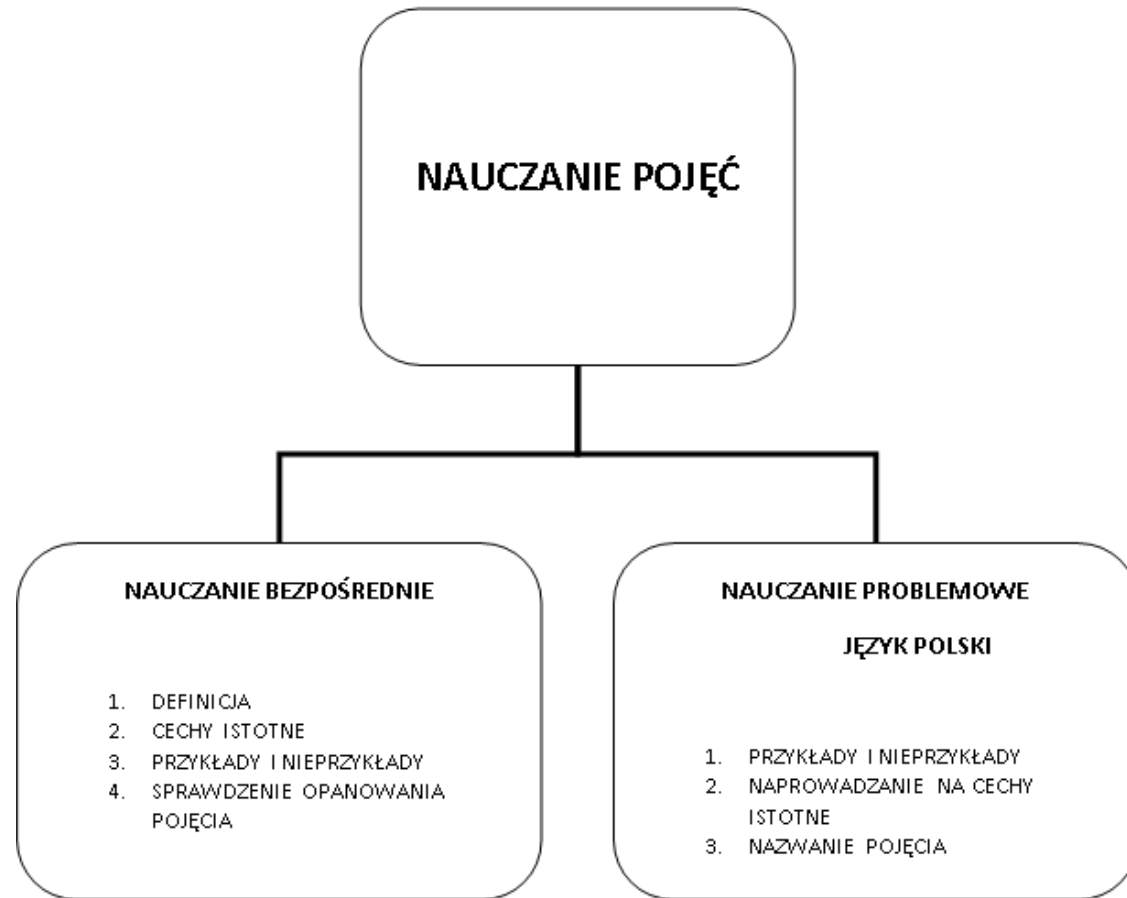 NAUCZANIE POJĘĆ
NAUCZANIE BEZPOŚREDNIE
1. DEFINICJA
2. CECHY ISTOTNE
3. PRZYKŁADY I NIEPRZYKŁADY
4. SPRAWDZENIE OPANOWANIA
POJĘCIA
NAUCZANIE PROBLEMOWE
JĘZYK POLSKI
1. PRZYKŁADY I NIEPRZYKŁADY
2. NAPROWADZANIE NA CECHY
ISTOTNE
3. NAZWANIE POJĘCIA